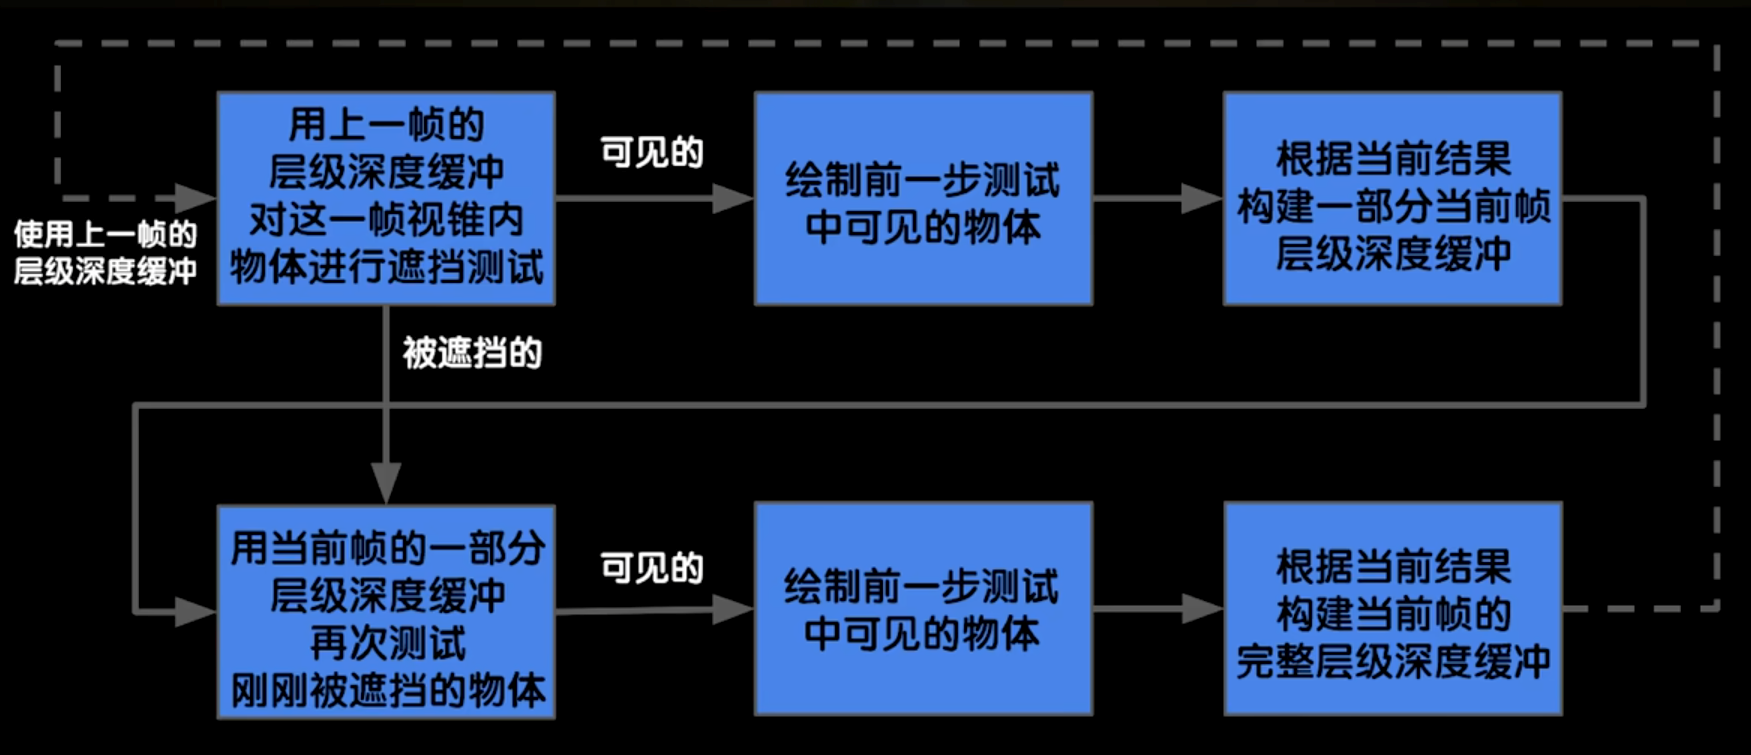 使用上一帧的
层级深度缓冲
用上一帧的
层级深度缓冲
对这一帧视锥内
物体进行遮挡测试
可见的
绘制前一步测试
中可见的物体
根据当前结果
构建一部分当前帧
层级深度缓冲
被遮挡的
用当前帧的一部分
层级深度缓冲
再次测试
刚刚被遮挡的物体
可见的
绘制前一步测试
中可见的物体
根据当前结果
构建当前帧的
完整层级深度缓冲